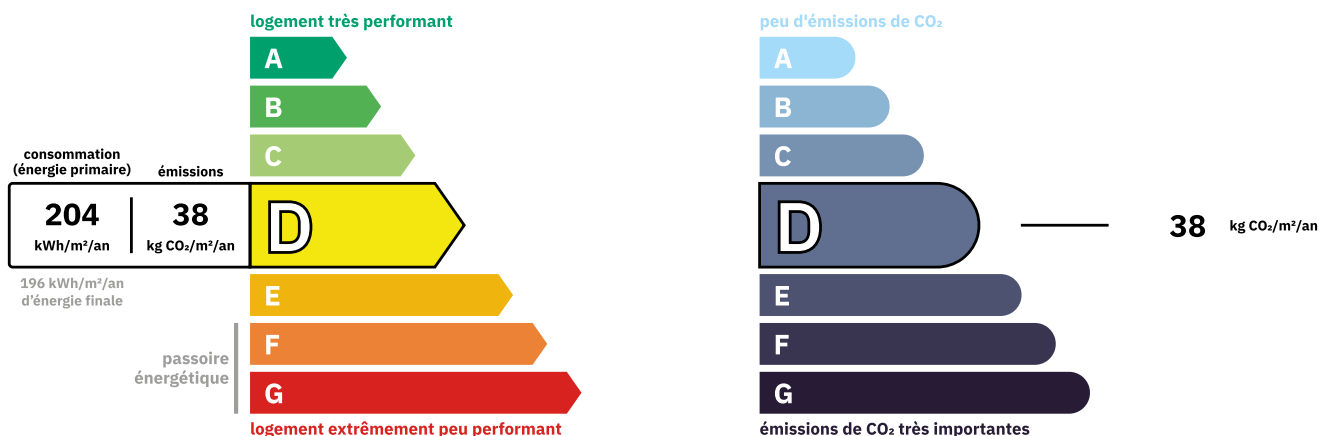 logement très performant
A
B
C
consommation
(énergie primaire)
émissions
204
kWh/m²/an
38
kg CO₂/m²/an
D
196 kWh/m²/an
d'énergie finale
E
passoire
énergétique
F
G
logement extrêmement peu performant
peu d'émissions de CO₂
A
B
C
D
38 kg CO₂/m²/an
E
F
G
émissions de CO₂ très importantes